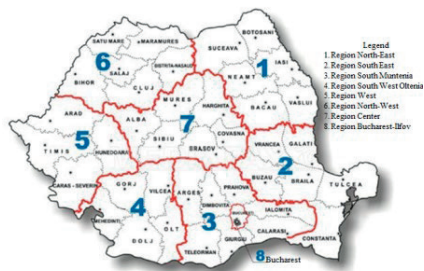 SATU MARE
MARAMURES
SUCEAVA
BOTOSANI
6
BISTRITA-NASAUD
1
IASI
SALAJ
BIHOR
CLUJ
NEAMT
MURES
HARGHITA
BACAU
VASLUI
ARAD
ALBA
7
5
TIMIS
HUNEDOARA
SIBIU
BRASOV
COVASNA
VRANCEA
GALATI
2
CARAS-SEVERIN
GORJ
VILCEA
ARGES
PRAHOVA
BUZAU
BRAILA
TULCEA
DIMBOVITA
4
MEHEDINTI
3
IALOMITA
OLT
DOLJ
CALARASI
CONSTANTA
GIURGIU
TELEORMAN
8 Bucharest
Legend
1. Region North-East
2. Region South East
3. Region South Muntenia
4. Region South West Oltenia
5. Region West
6. Region North-West
7. Region Center
8. Region Bucharest-Ilfov